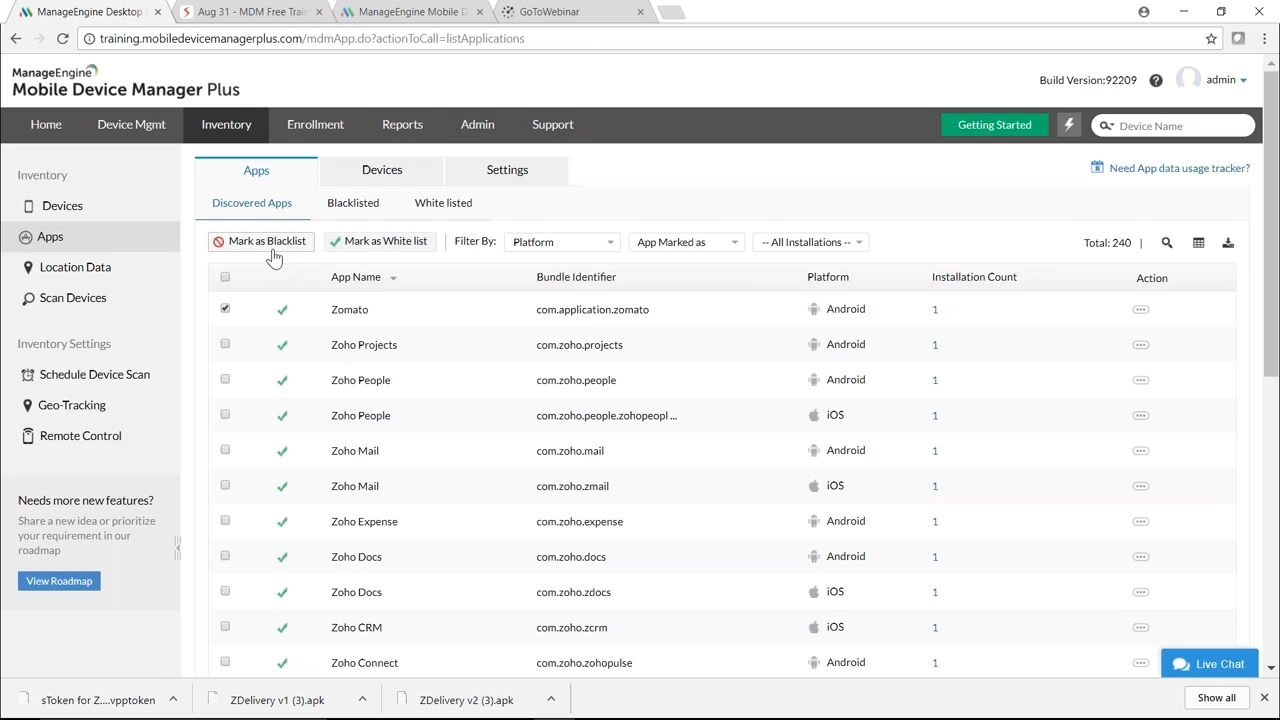 ManageEngine Desktop
Aug 31 - MDM Free Train
ManageEngine Mobile D
GoToWebinar
training.mobiledevicemanagerplus.com/mdmApp.do?actionToCall=listApplications
ManageEngine
Mobile Device Manager Plus
Build Version:92209
admin
Home
Device Mgmt
Inventory
Enrollment
Reports
Admin
Support
Getting Started
Device Name
Inventory
Devices
Apps
Location Data
Scan Devices
Inventory Settings
Schedule Device Scan
Geo-Tracking
Remote Control
Needs more new features?
Share a new idea or prioritize
your requirement in our
roadmap
View Roadmap
Apps
Devices
Settings
Need App data usage tracker?
Discovered Apps
Blacklisted
White listed
Mark as Blacklist
Mark as White list
Filter By:
Platform
App Marked as
-- All Installations --
Total: 240 |
App Name
Bundle Identifier
Platform
Installation Count
Action
Zomato com.application.zomato Android 1
Zoho Projects com.zoho.projects Android 1
Zoho People com.zoho.people Android 1
Zoho People com.zoho.people.zohopeopl ... iOS 1
Zoho Mail com.zoho.mail Android 1
Zoho Mail com.zoho.zmail iOS 1
Zoho Expense com.zoho.expense Android 1
Zoho Docs com.zoho.docs Android 1
Zoho Docs com.zoho.zdocs iOS 1
Zoho CRM com.zoho.zcrm iOS 1
Zoho Connect com.zoho.zohopulse Android 1
Live Chat
sToken for Z....vpptoken
ZDelivery v1 (3).apk
ZDelivery v2 (3).apk
Show all